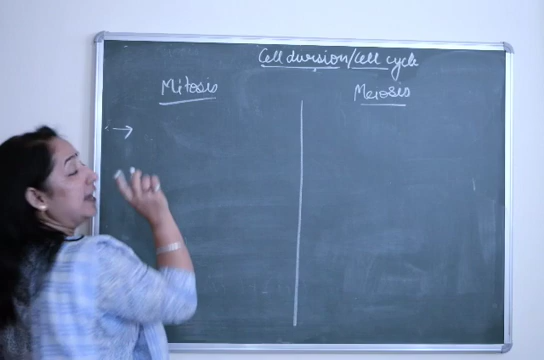 Cell division/cell cycle
Mitosis
Meiosis
→